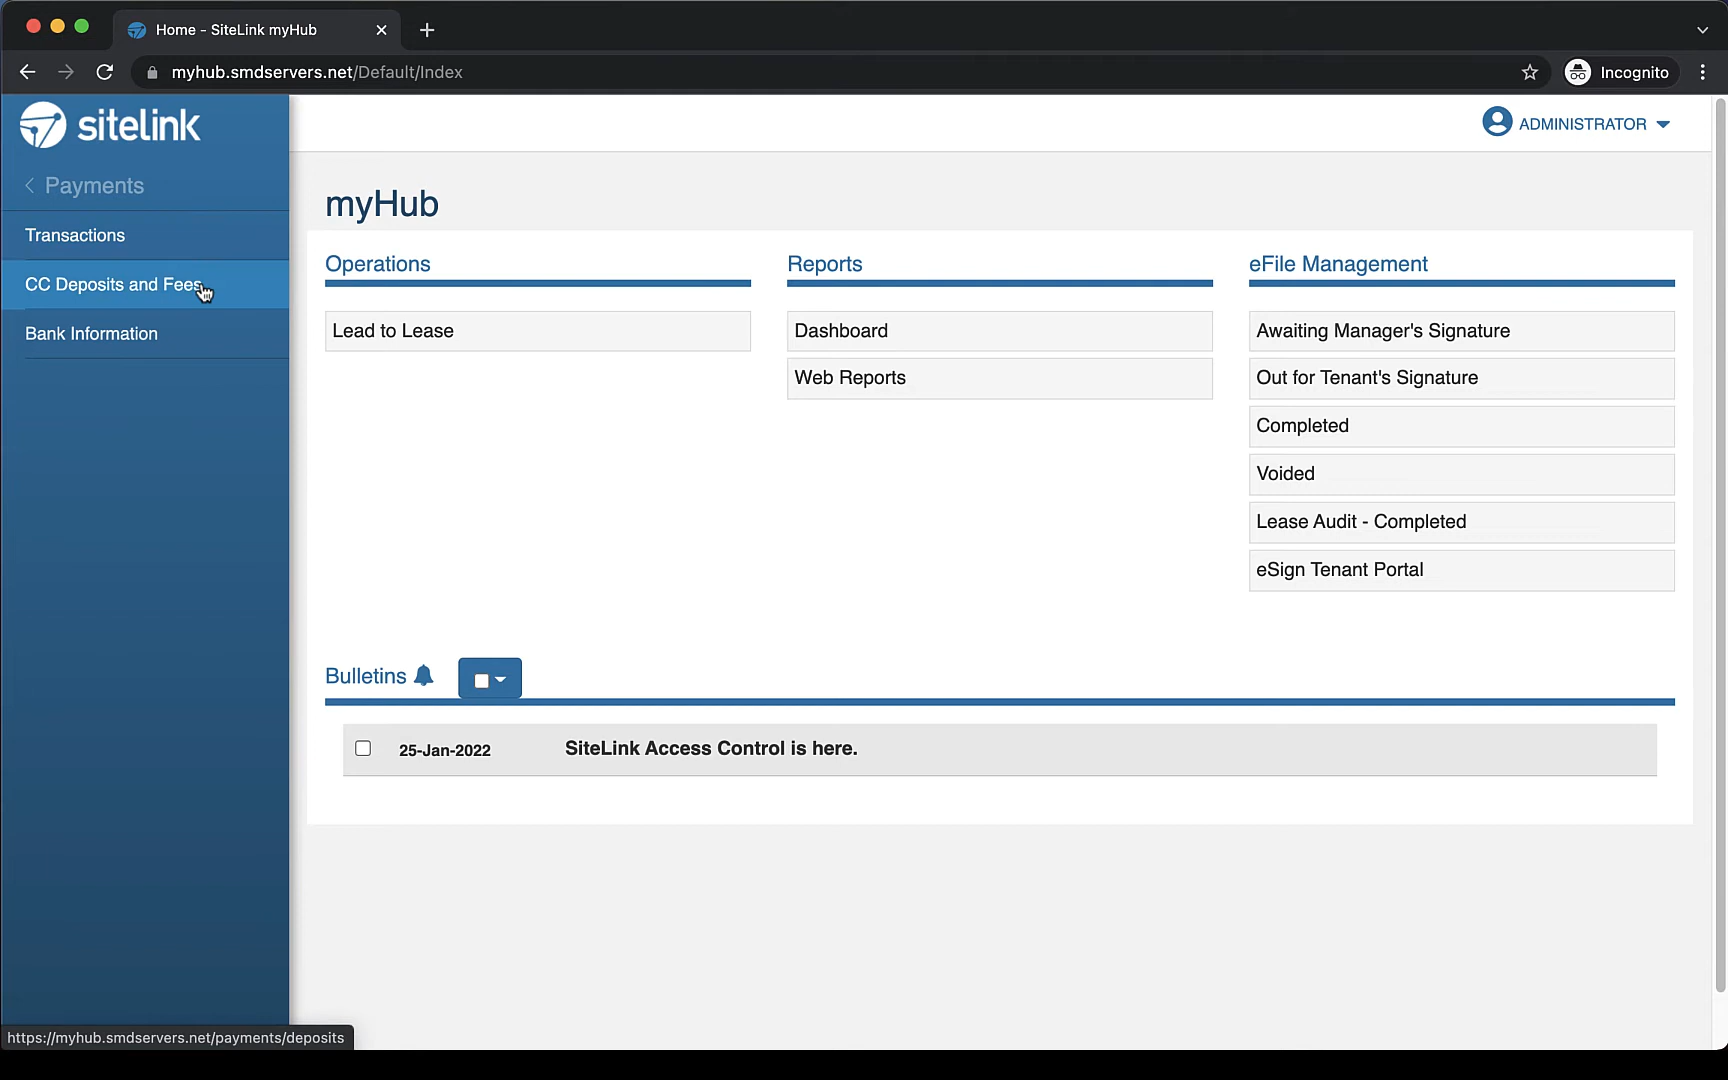 Home - SiteLink myHub
myhub.smdservers.net/Default/Index
Incognito
sitelink
ADMINISTRATOR
Payments
Transactions
CC Deposits and Fees
Bank Information
myHub
Operations
Lead to Lease
Reports
Dashboard
Web Reports
eFile Management
Awaiting Manager's Signature
Out for Tenant's Signature
Completed
Voided
Lease Audit - Completed
eSign Tenant Portal
Bulletins
25-Jan-2022 SiteLink Access Control is here.
https://myhub.smdservers.net/payments/deposits